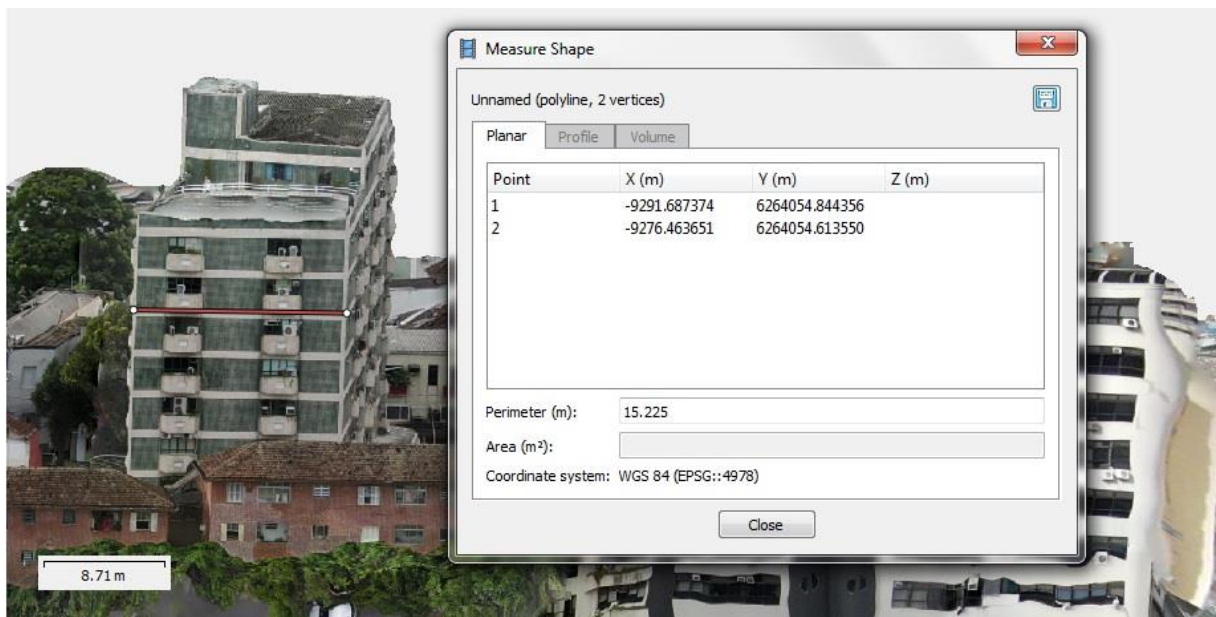 Measure Shape
Unnamed (polyline, 2 vertices)
Planar Profile Volume
Point X (m) Y (m) Z (m)
1 -9291.687374 6264054.844356
2 -9276.463651 6264054.613550
Perimeter (m): 15.225
Area (m²):
Coordinate system: WGS 84 (EPSG::4978)
Close
8.71 m